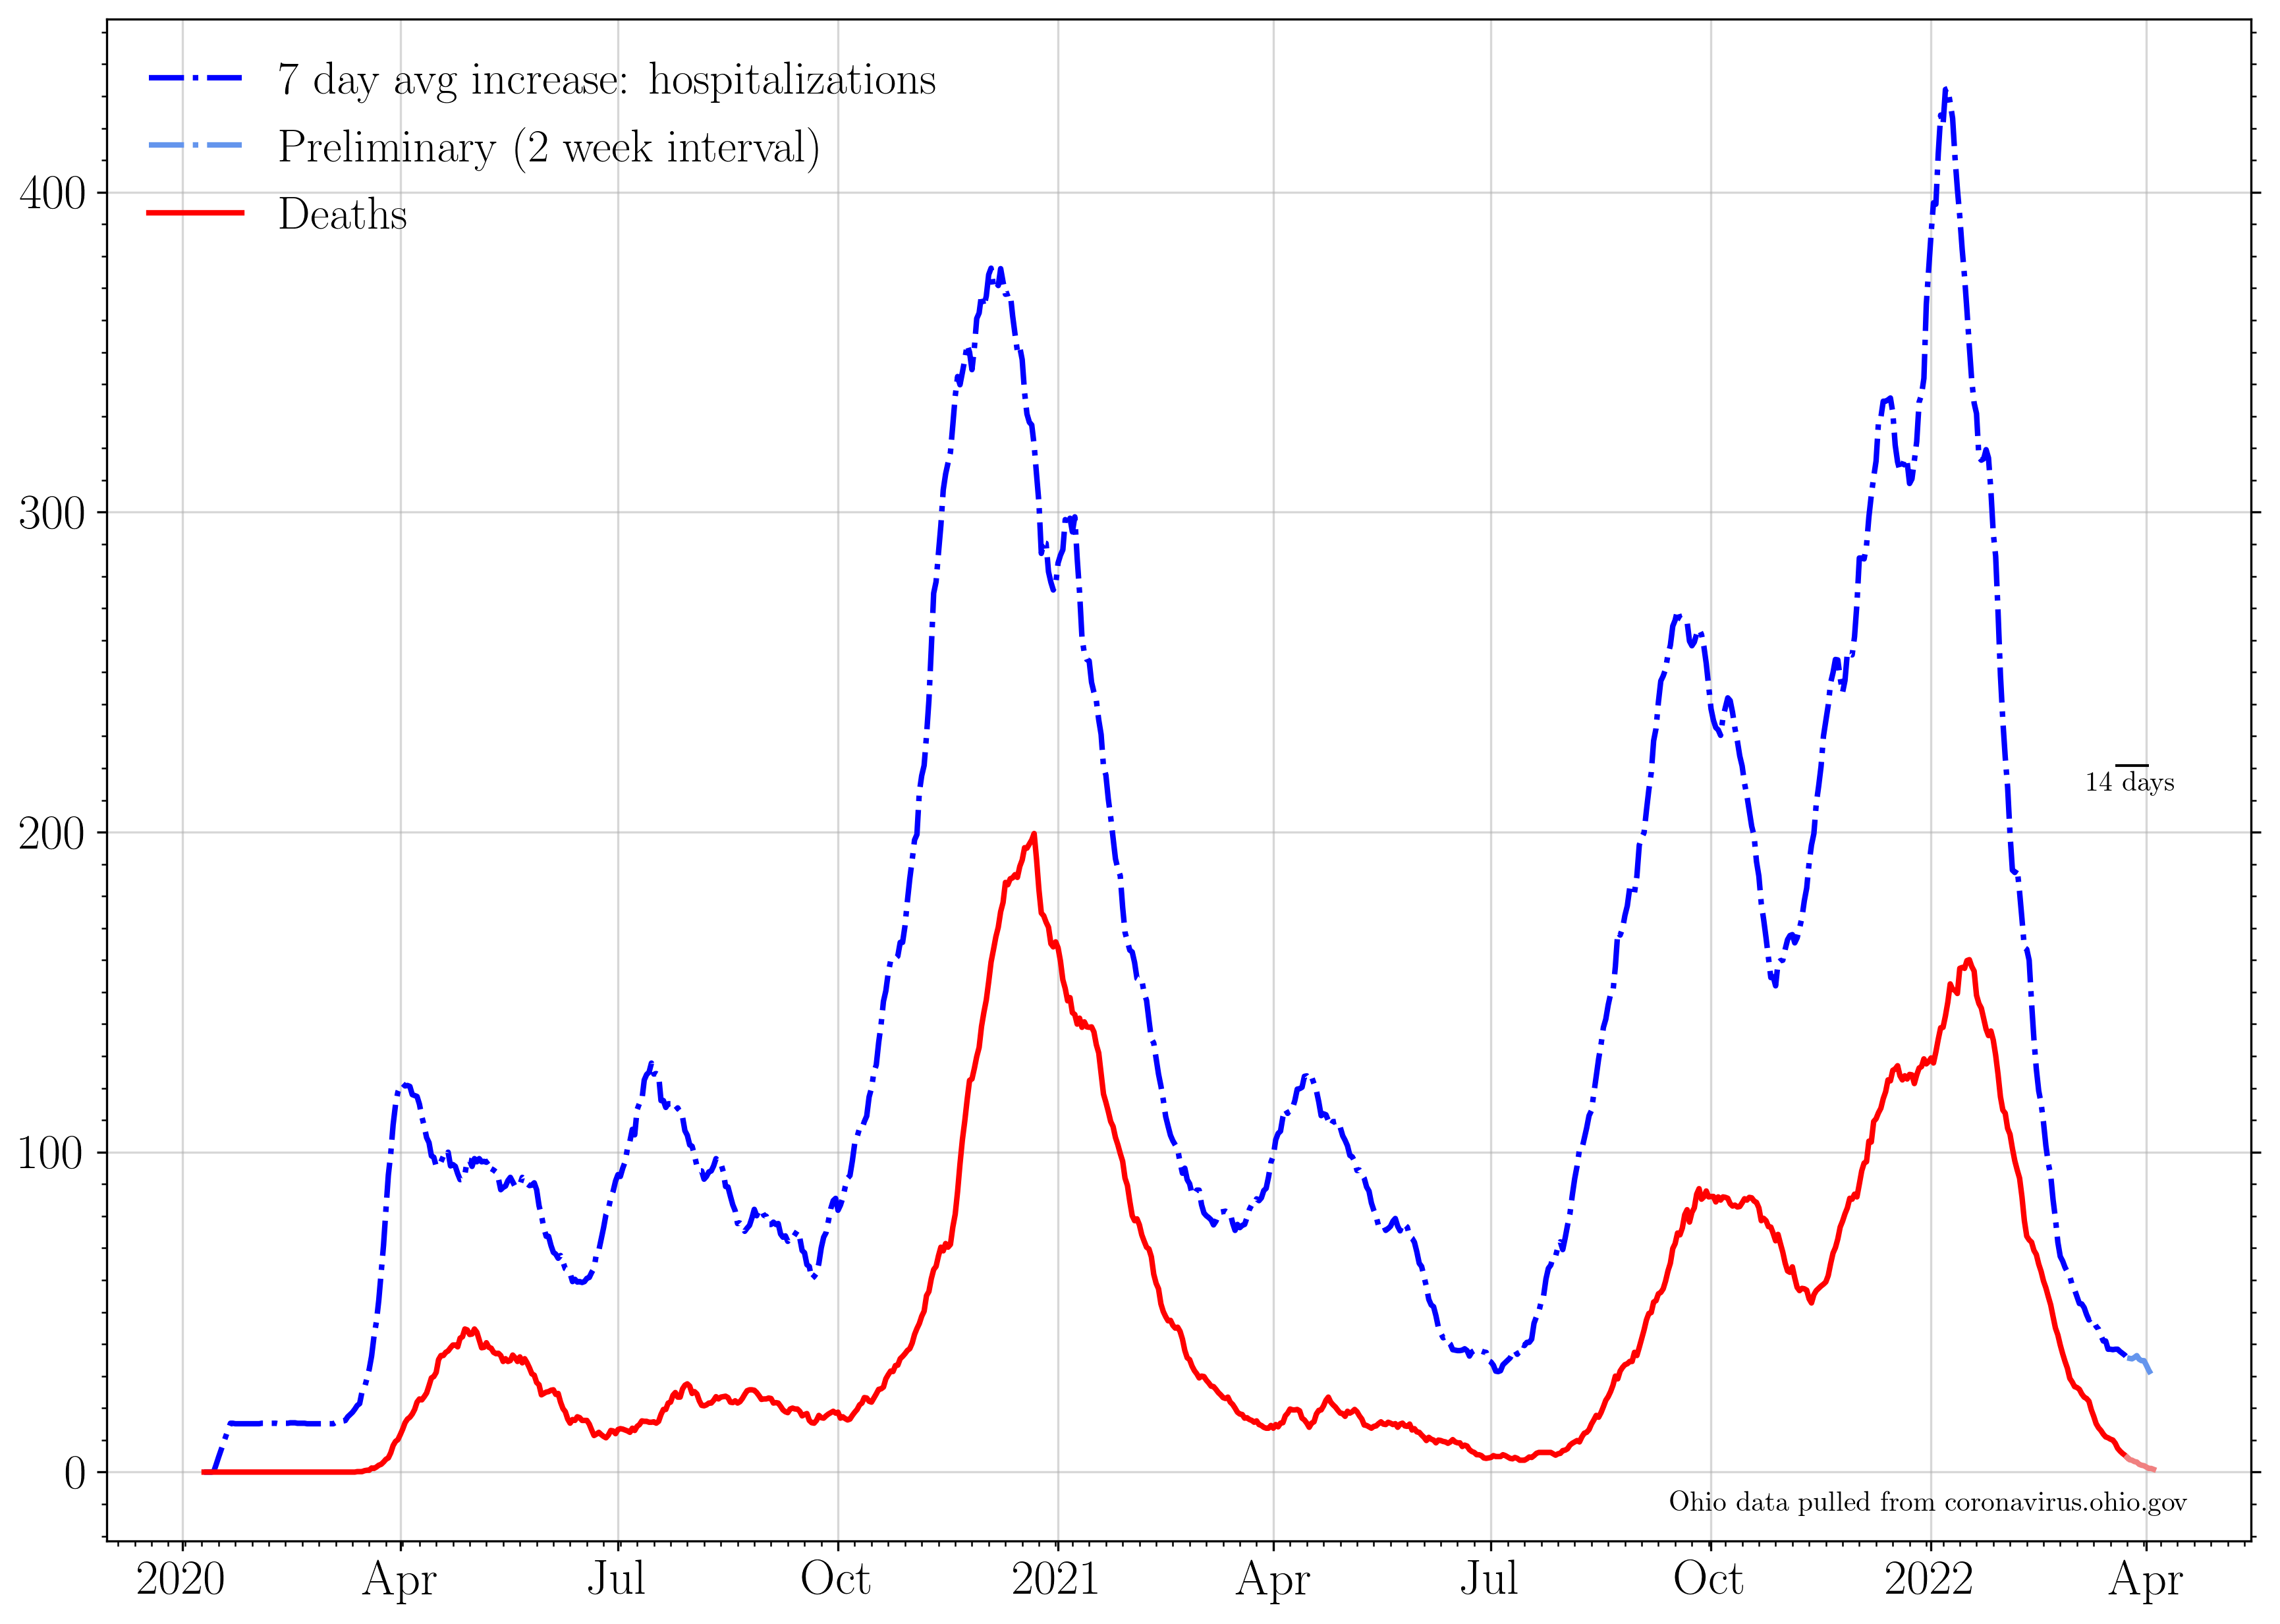 7 day avg increase: hospitalizations
Preliminary (2 week interval)
Deaths
400
300
200
100
0
14 days
Ohio data pulled from coronavirus.ohio.gov
2020 Apr Jul Oct 2021 Apr Jul Oct 2022 Apr